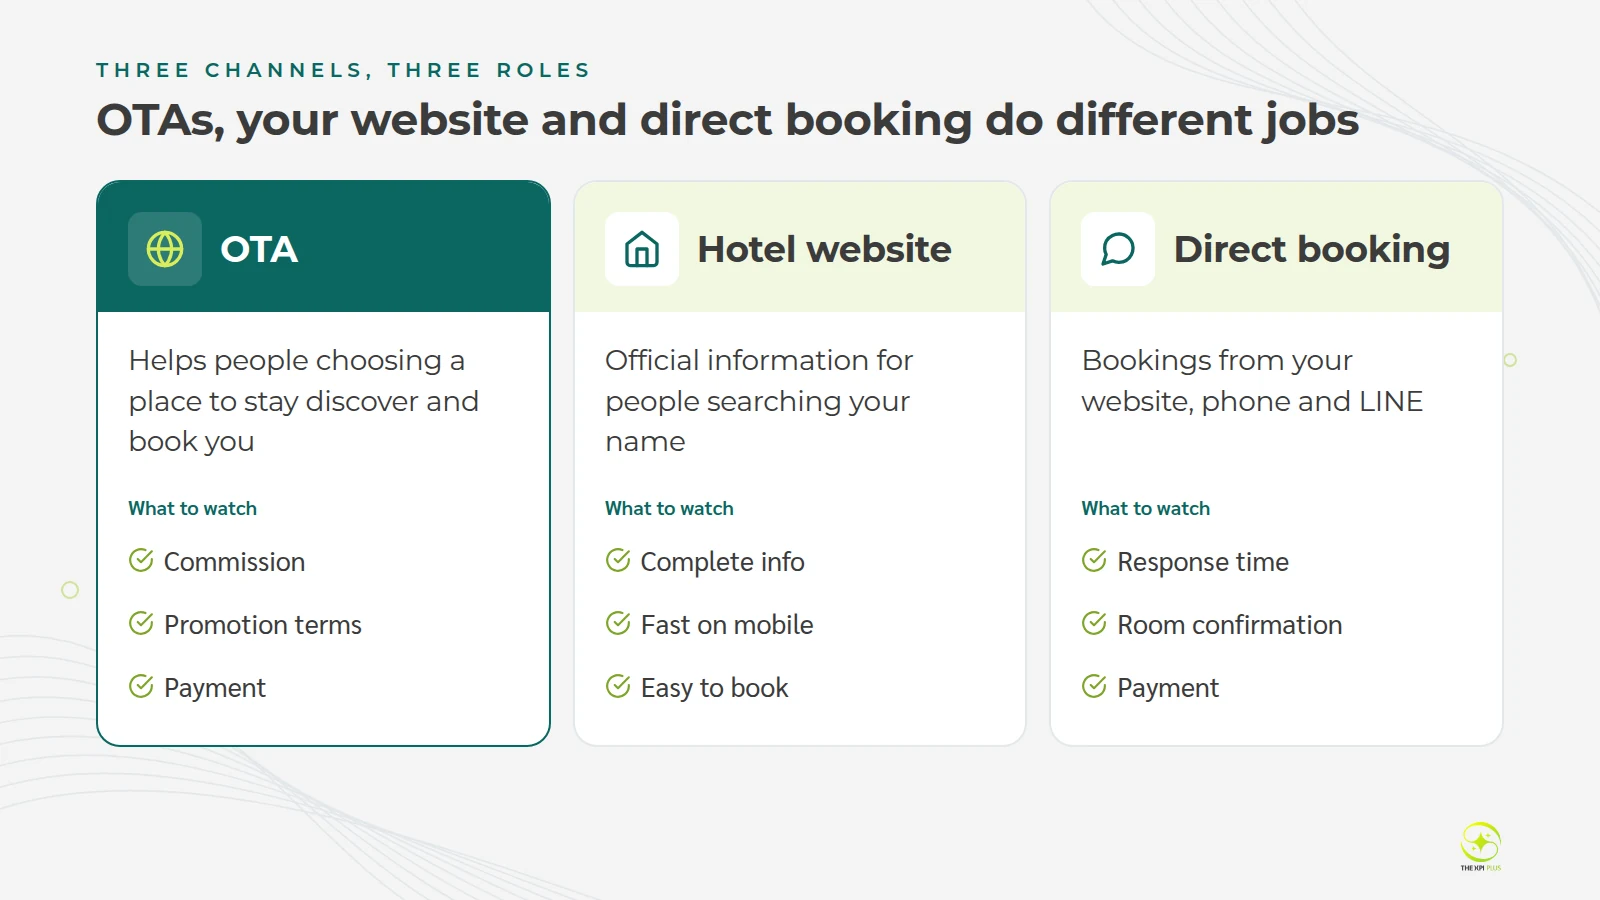 THREE CHANNELS, THREE ROLES
OTAs, your website and direct booking do different jobs
OTA
Helps people choosing a
place to stay discover and
book you
What to watch
Commission
Promotion terms
Payment
Hotel website
Official information for
people searching your
name
What to watch
Complete info
Fast on mobile
Easy to book
Direct booking
Bookings from your
website, phone and LINE
What to watch
Response time
Room confirmation
Payment
THE XPI PLUS